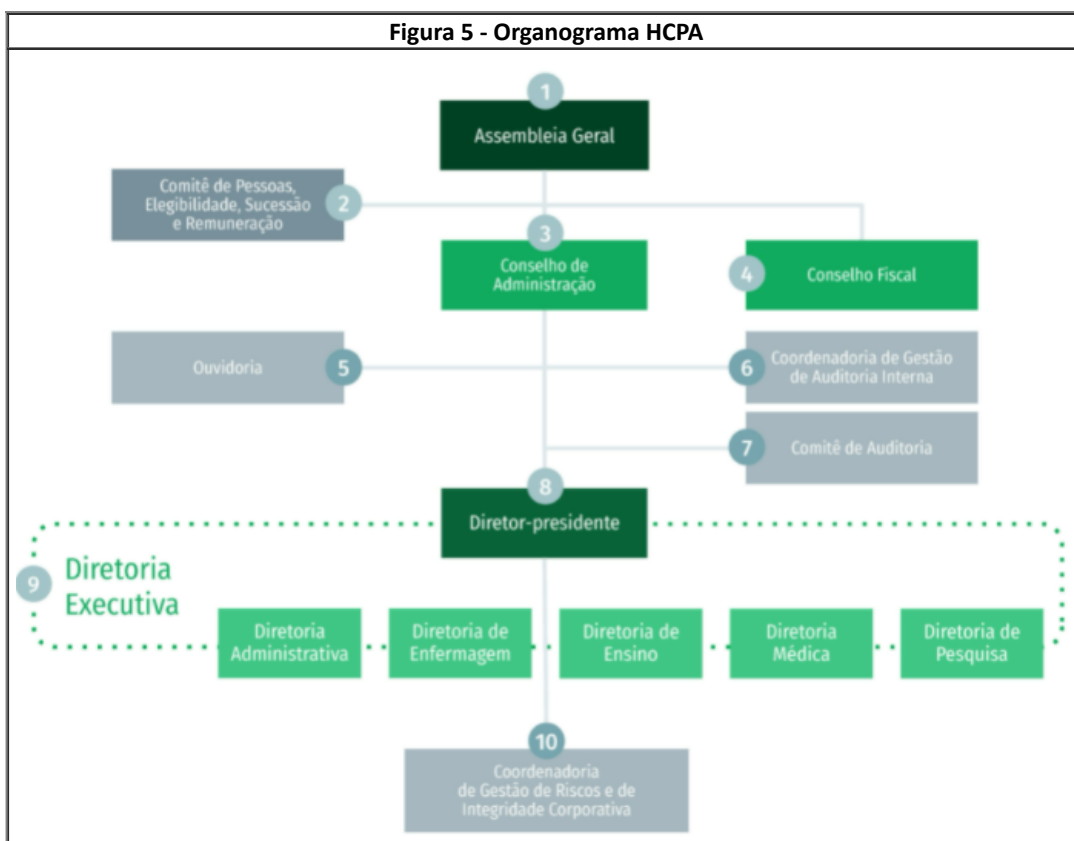 Figura 5 - Organograma HCPA
1
Assembleia Geral
Comitê de Pessoas,
Elegibilidade, Sucessão
e Remuneração
2
3
Conselho de
Administração
4
Conselho Fiscal
Ouvidoria
5
6
Coordenadoria de Gestão
de Auditoria Interna
7
Comitê de Auditoria
8
Diretor-presidente
9
Diretoria
Executiva
Diretoria
Administrativa
Diretoria de
Enfermagem
Diretoria de
Ensino
Diretoria
Médica
Diretoria de
Pesquisa
10
Coordenadoria
de Gestão de Riscos e de
Integridade Corporativa